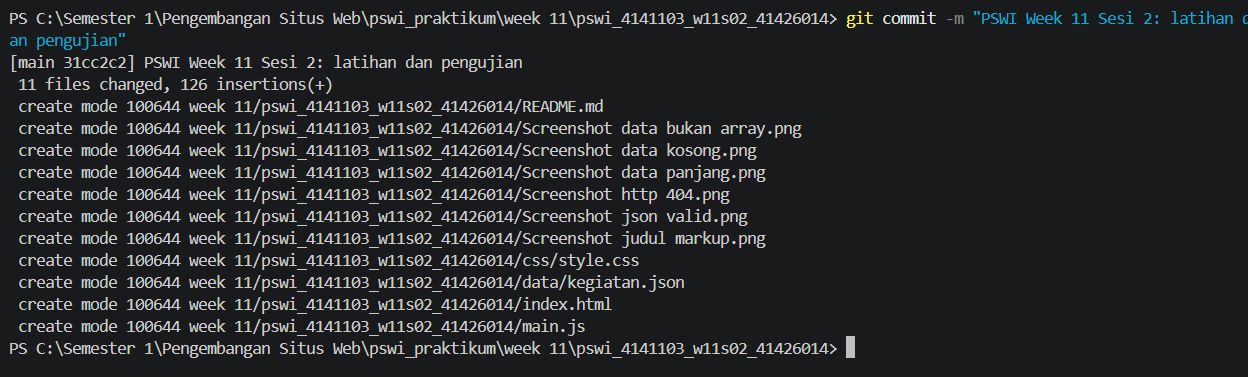 PS C:\Semester 1\Pengembangan Situs Web\pswi_praktikum\week 11\pswi_4141103_w11s02_41426014> git commit -m "PSWI Week 11 Sesi 2: latihan d
an pengujian"
[main 31cc2c2] PSWI Week 11 Sesi 2: latihan dan pengujian
 11 files changed, 126 insertions(+)
 create mode 100644 week 11/pswi_4141103_w11s02_41426014/README.md
 create mode 100644 week 11/pswi_4141103_w11s02_41426014/Screenshot data bukan array.png
 create mode 100644 week 11/pswi_4141103_w11s02_41426014/Screenshot data kosong.png
 create mode 100644 week 11/pswi_4141103_w11s02_41426014/Screenshot data panjang.png
 create mode 100644 week 11/pswi_4141103_w11s02_41426014/Screenshot http 404.png
 create mode 100644 week 11/pswi_4141103_w11s02_41426014/Screenshot json valid.png
 create mode 100644 week 11/pswi_4141103_w11s02_41426014/Screenshot judul markup.png
 create mode 100644 week 11/pswi_4141103_w11s02_41426014/css/style.css
 create mode 100644 week 11/pswi_4141103_w11s02_41426014/data/kegiatan.json
 create mode 100644 week 11/pswi_4141103_w11s02_41426014/index.html
 create mode 100644 week 11/pswi_4141103_w11s02_41426014/main.js
PS C:\Semester 1\Pengembangan Situs Web\pswi_praktikum\week 11\pswi_4141103_w11s02_41426014>